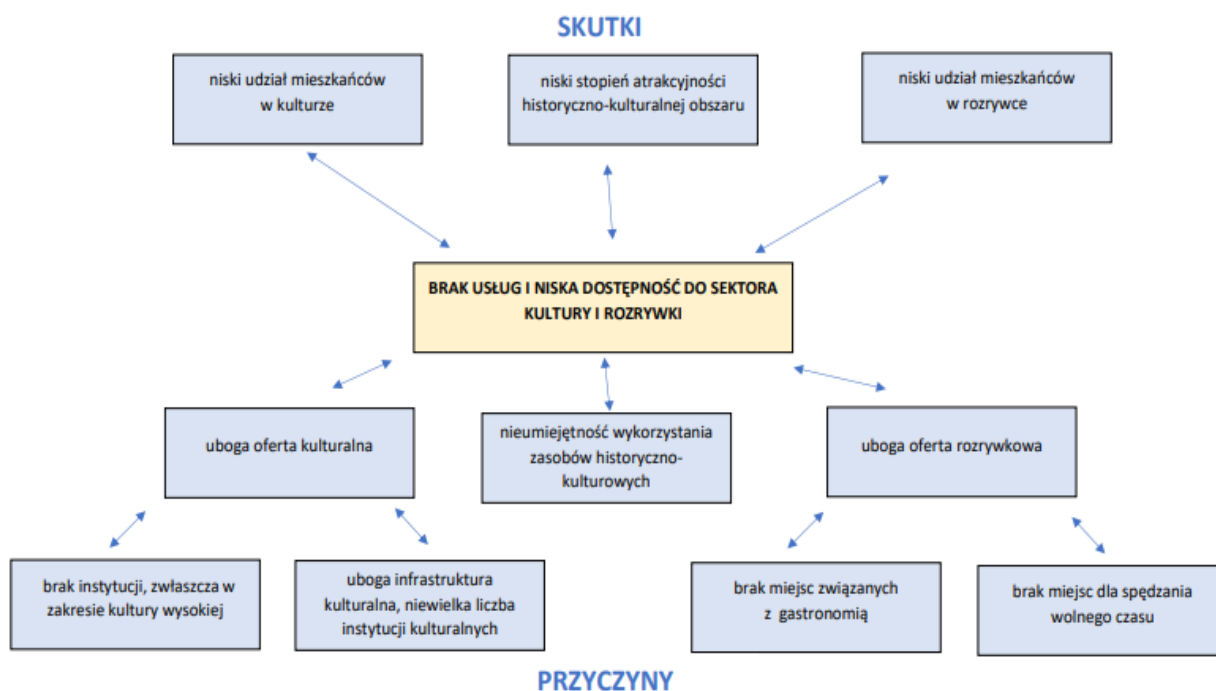 SKUTKI
niski udział mieszkańców
w kulturze
niski stopień atrakcyjności
historyczno-kulturalnej obszaru
niski udział mieszkańców
w rozrywce
BRAK USŁUG I NISKA DOSTĘPNOŚĆ DO SEKTORA
KULTURY I ROZRYWKI
uboga oferta kulturalna
nieumiejętność wykorzystania
zasobów historyczno-
kulturowych
uboga oferta rozrywkowa
brak instytucji, zwłaszcza w
zakresie kultury wysokiej
uboga infrastruktura
kulturalna, niewielka liczba
instytucji kulturalnych
brak miejsc związanych
z gastronomią
brak miejsc dla spędzania
wolnego czasu
PRZYCZYNY